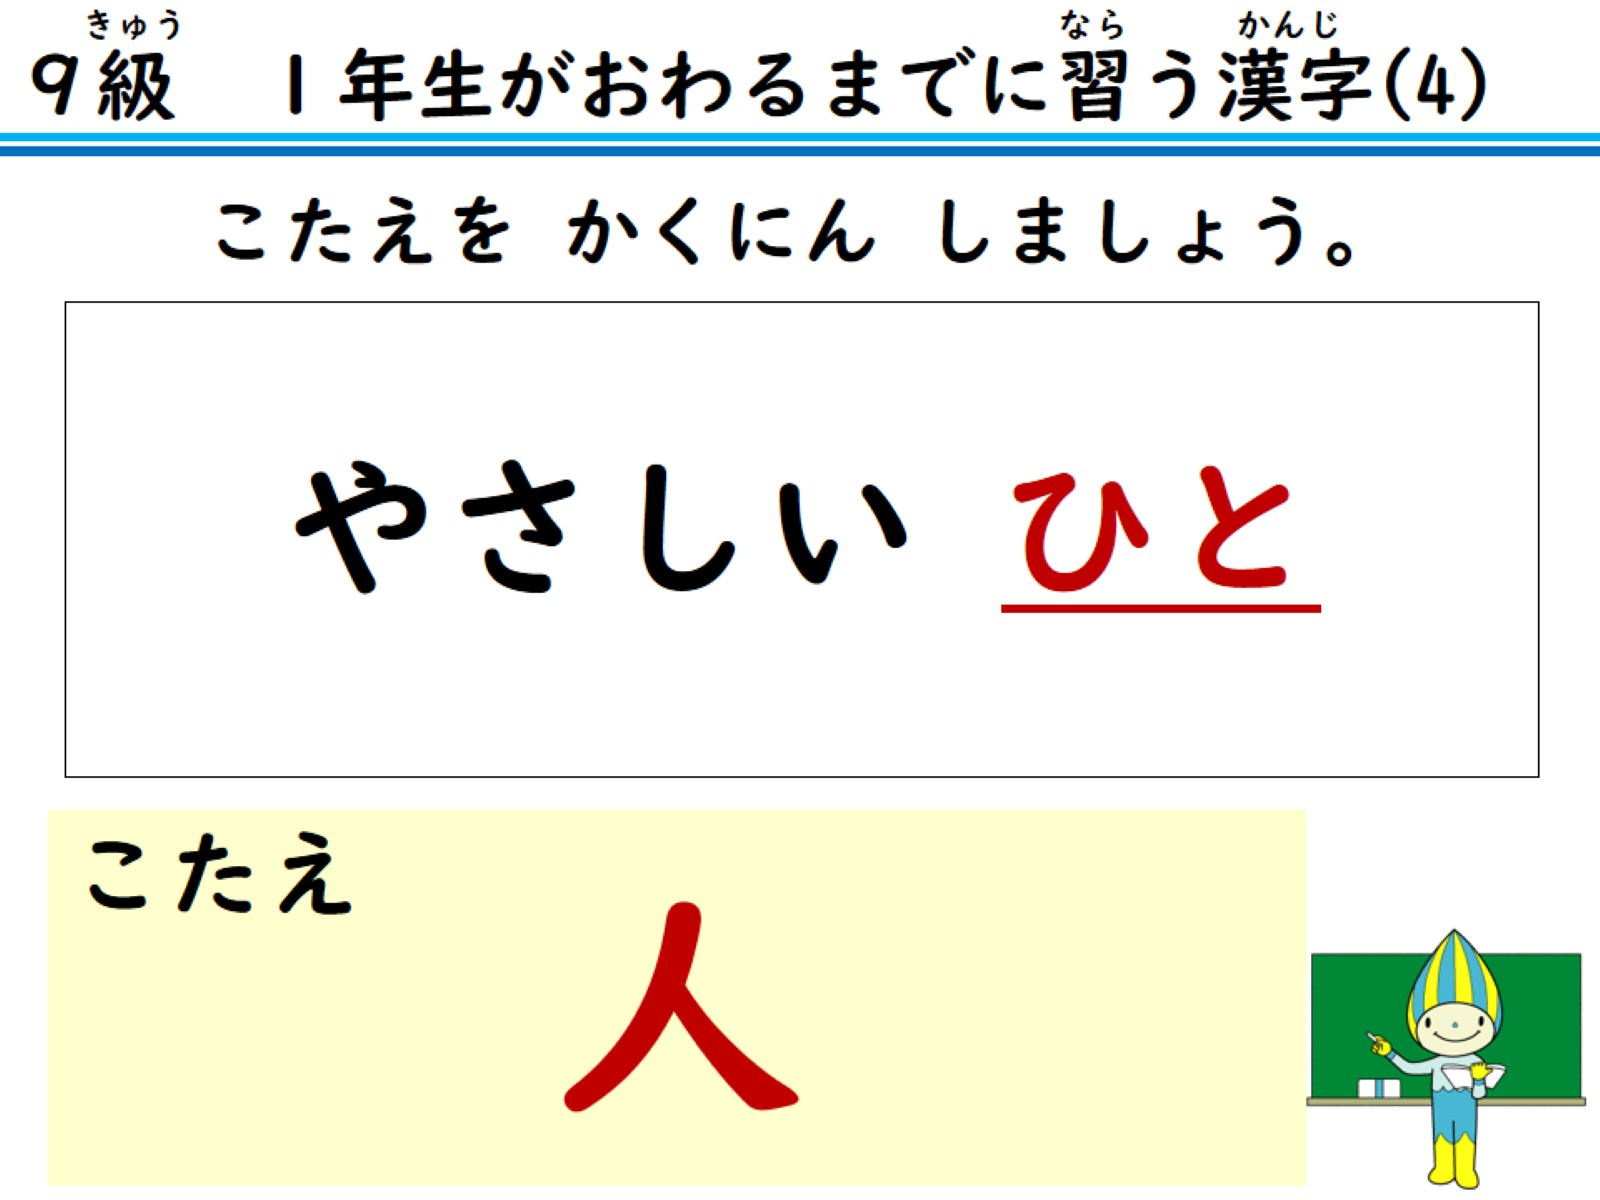 きゅう なら かんじ
9級 1年生がおわるまでに習う漢字(4)
こたえを かくにん しましょう。
やさしい ひと
こたえ
人